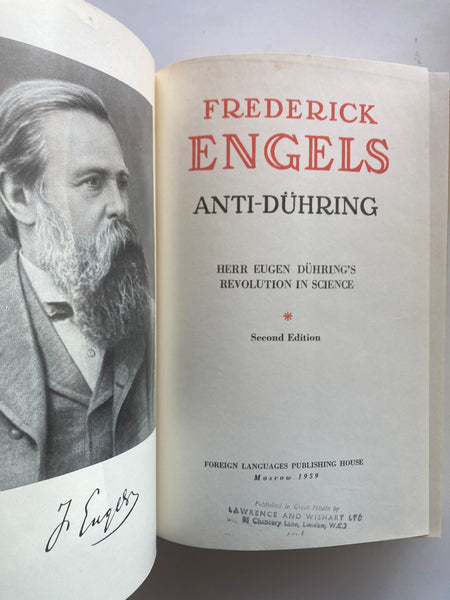 F. Engels
FREDERICK
ENGELS
ANTI-DÜHRING
HERR EUGEN DÜHRING'S
REVOLUTION IN SCIENCE
*
Second Edition
FOREIGN LANGUAGES PUBLISHING HOUSE
Moscow 1959
Published in Great Britain by
LAWRENCE AND WISHART LTD
81 Chancery Lane, London, W.C.2